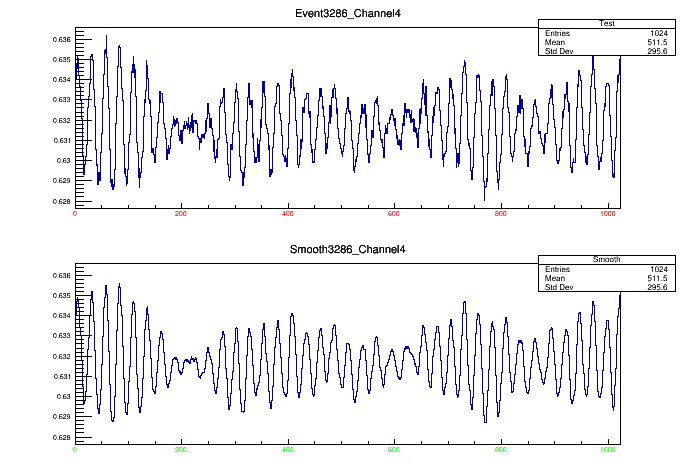 Event3286_Channel4
Test
Entries 1024
Mean 511.5
Std Dev 295.6
0.636
0.635
0.634
0.633
0.632
0.631
0.63
0.629
0.628
0 200 400 600 800 1000
Smooth3286_Channel4
Smooth
Entries 1024
Mean 511.5
Std Dev 295.6
0.636
0.635
0.634
0.633
0.632
0.631
0.63
0.629
0.628
0 200 400 600 800 1000